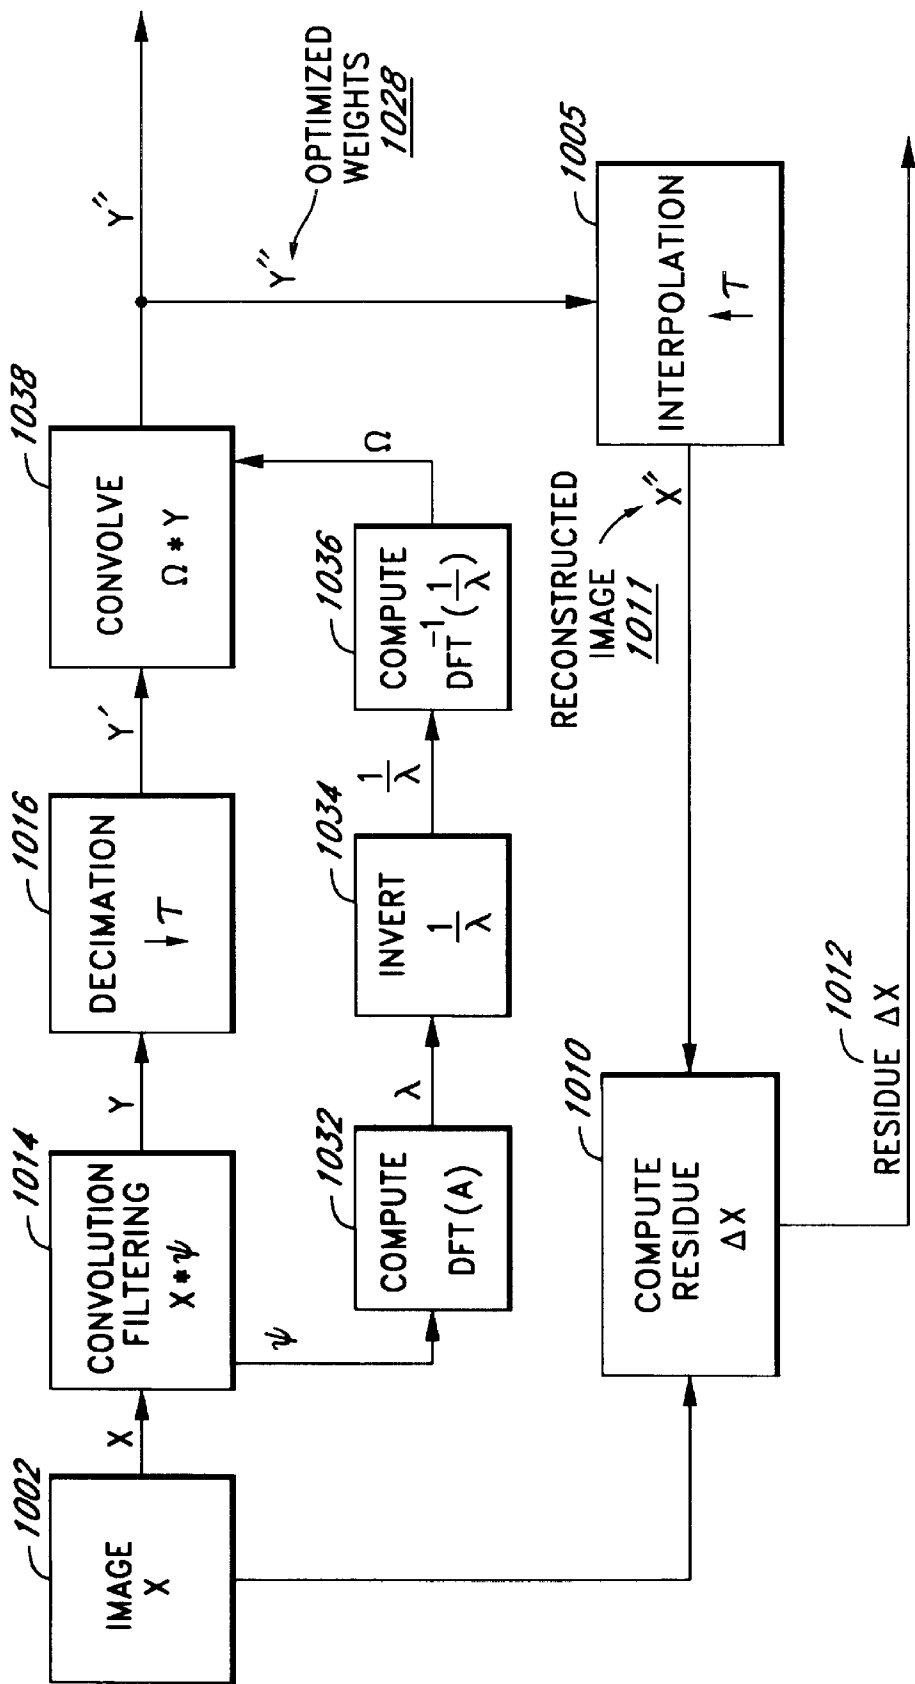 1002
IMAGE
X
X
1014
CONVOLUTION
FILTERING
X*ψ
Y
1016
DECIMATION
↓τ
Y′
1038
CONVOLVE
Ω*Y
Y″
ψ
1032
COMPUTE
DFT(A)
λ
1034
INVERT
1/λ
1/λ
1036
COMPUTE
DFT⁻¹(1/λ)
Ω
Y″
OPTIMIZED
WEIGHTS
1028
1010
COMPUTE
RESIDUE
ΔX
RECONSTRUCTED
IMAGE
1011
X″
1005
INTERPOLATION
↑τ
1012
RESIDUE ΔX